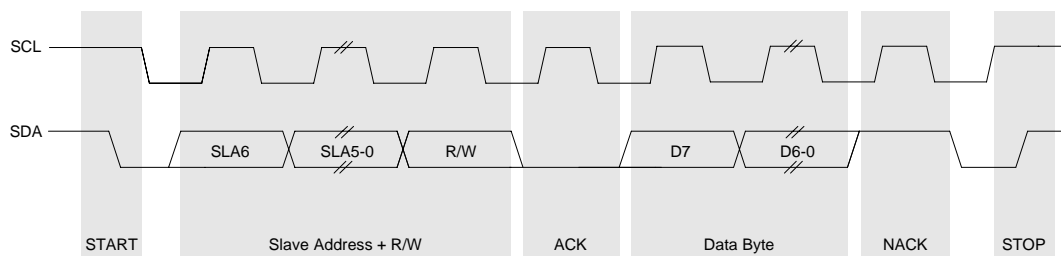 SCL
SDA
SLA6
SLA5-0
R/W
D7
D6-0
START
Slave Address + R/W
ACK
Data Byte
NACK
STOP